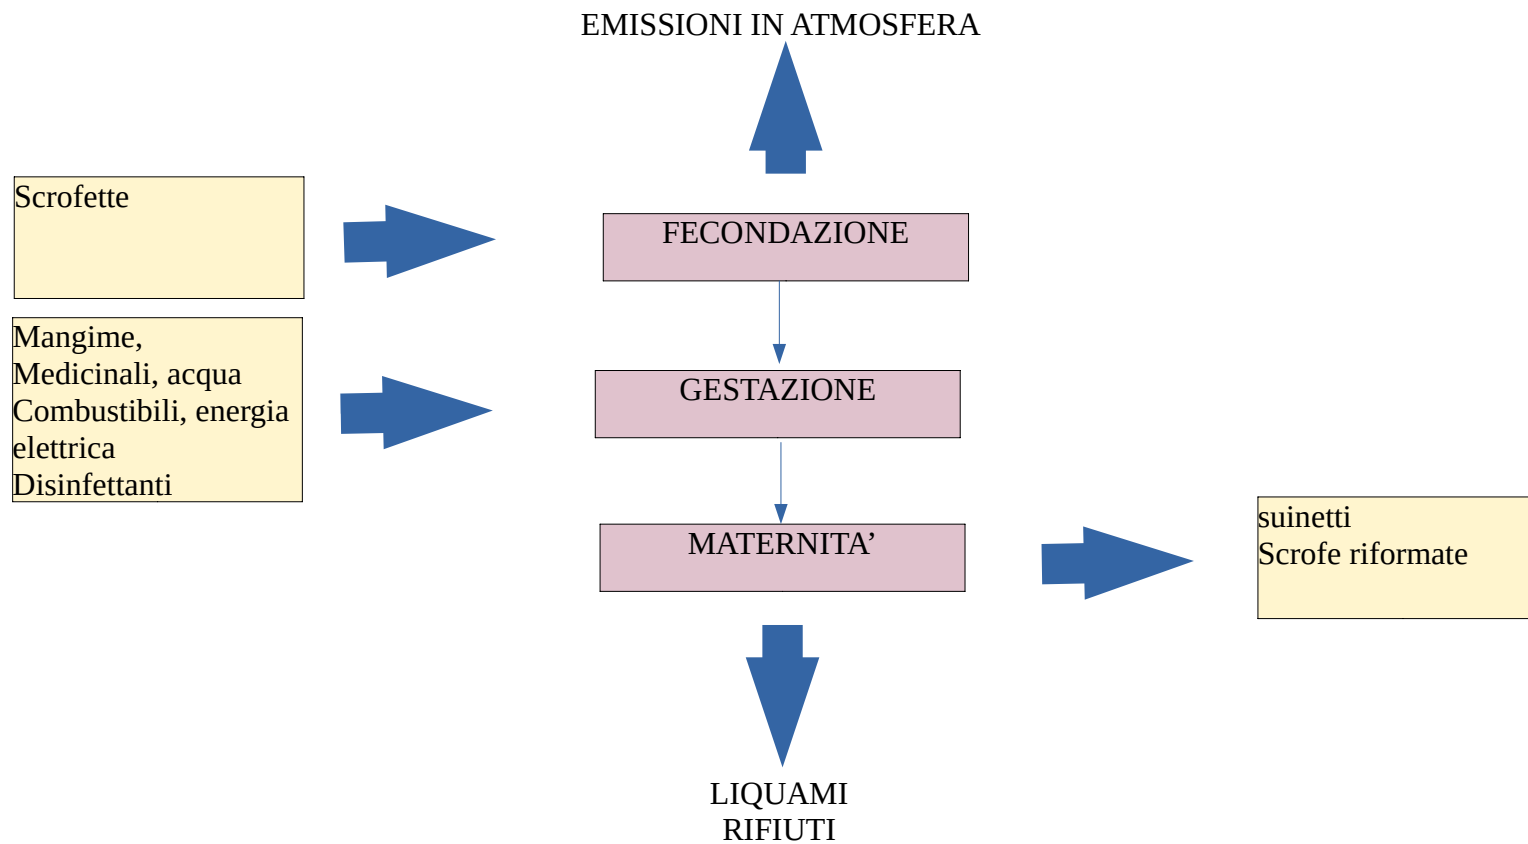 EMISSIONI IN ATMOSFERA
Scrofette
FECONDAZIONE
Mangime,
Medicinali, acqua
Combustibili, energia
elettrica
Disinfettanti
GESTAZIONE
MATERNITA’
suinetti
Scrofe riformate
LIQUAMI
RIFIUTI